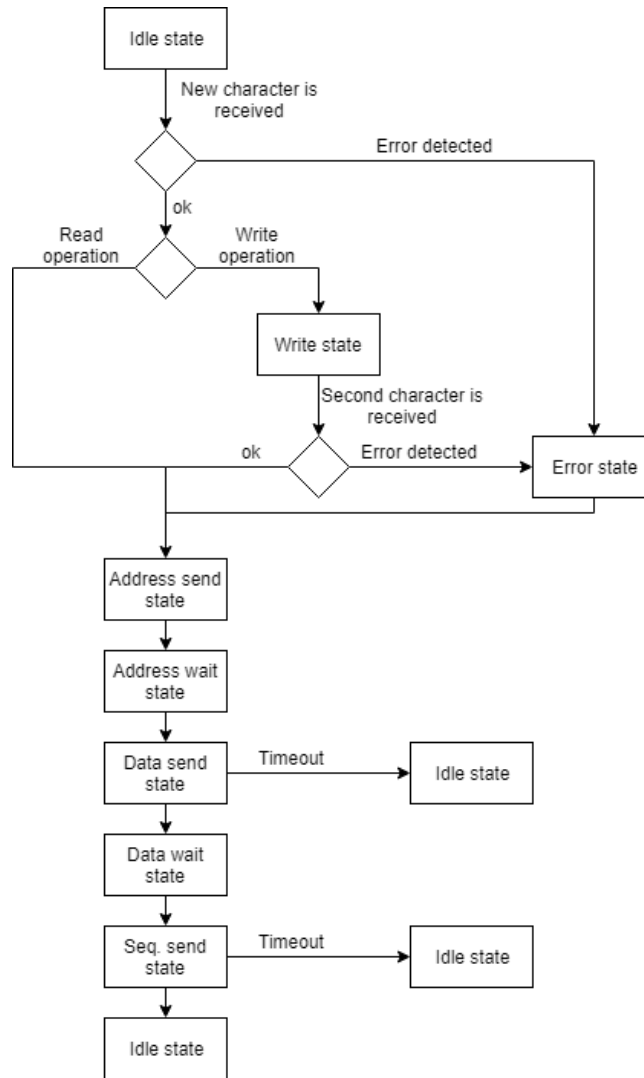 Idle state
New character is
received
Error detected
ok
Read
operation
Write
operation
Write state
Second character is
received
ok
Error detected
Error state
Address send
state
Address wait
state
Data send
state
Timeout
Idle state
Data wait
state
Seq. send
state
Timeout
Idle state
Idle state